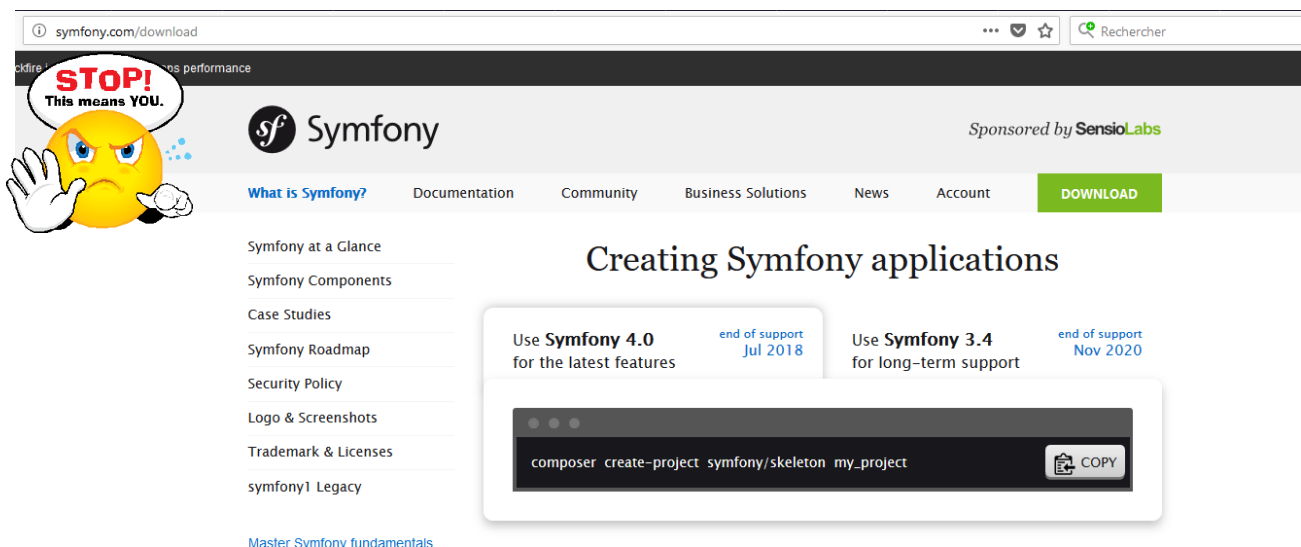 symfony.com/download
Rechercher
ps performance
STOP!
This means YOU.
sf Symfony
Sponsored by SensioLabs
What is Symfony? Documentation Community Business Solutions News Account DOWNLOAD
Symfony at a Glance
Symfony Components
Case Studies
Symfony Roadmap
Security Policy
Logo & Screenshots
Trademark & Licenses
symfony1 Legacy
Master Symfony fundamentals
Creating Symfony applications
Use Symfony 4.0
for the latest features
end of support
Jul 2018
Use Symfony 3.4
for long-term support
end of support
Nov 2020
composer create-project symfony/skeleton my_project
COPY